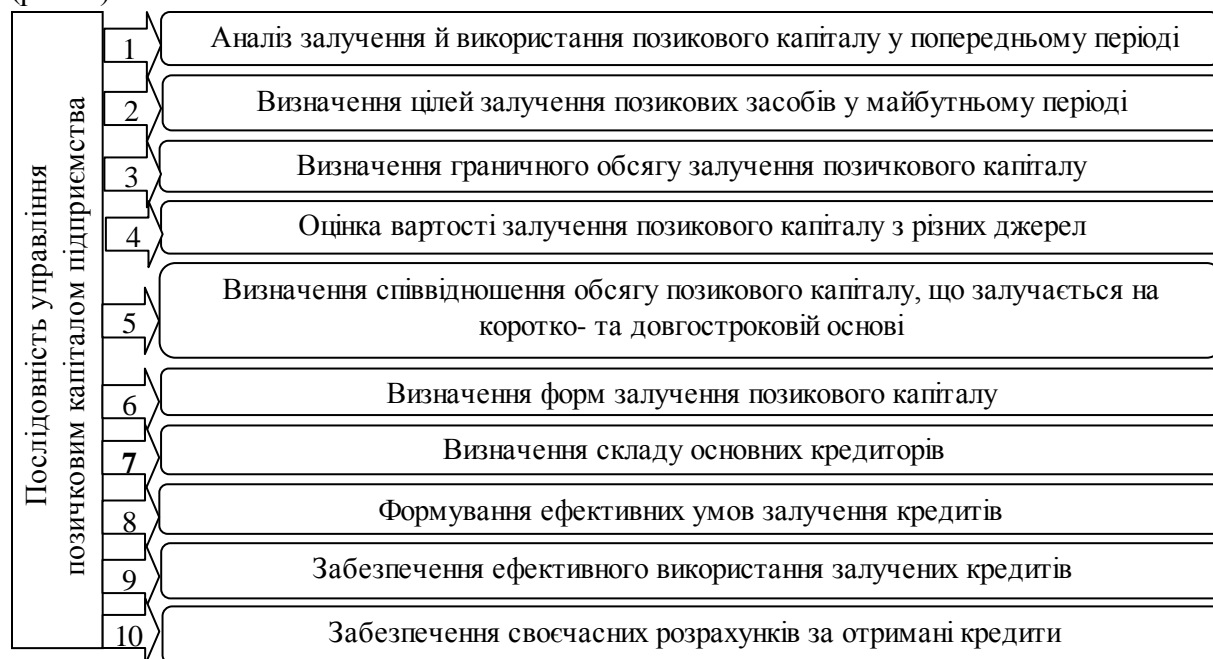 Послідовність управління
позичковим капіталом підприємства
1
Аналіз залучення й використання позикового капіталу у попередньому періоді
2
Визначення цілей залучення позикових засобів у майбутньому періоді
3
Визначення граничного обсягу залучення позичкового капіталу
4
Оцінка вартості залучення позикового капіталу з різних джерел
5
Визначення співвідношення обсягу позикового капіталу, що залучається на
коротко- та довгостроковій основі
6
Визначення форм залучення позикового капіталу
7
Визначення складу основних кредиторів
8
Формування ефективних умов залучення кредитів
9
Забезпечення ефективного використання залучених кредитів
10
Забезпечення своєчасних розрахунків за отримані кредити